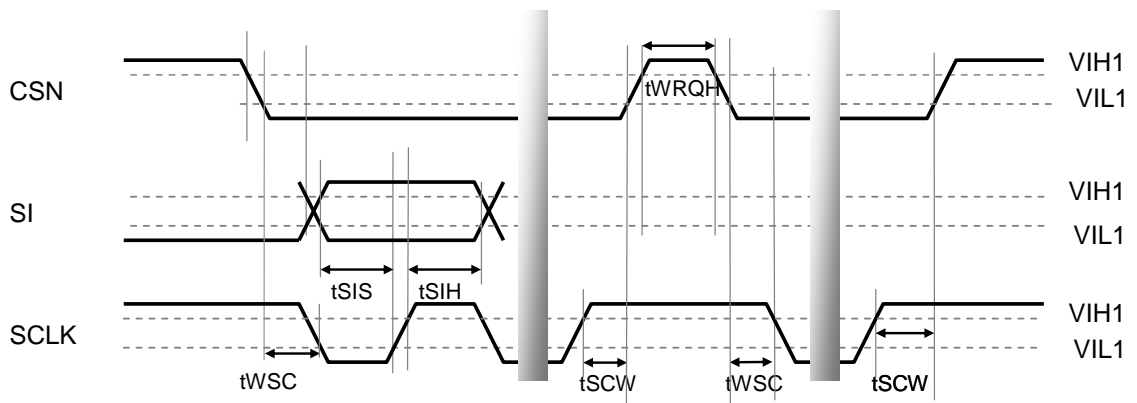 VIH1
CSN
tWRQH
VIL1
VIH1
SI
VIL1
tSIS
tSIH
VIH1
SCLK
VIL1
tWSC
tSCW
tWSC
tSCW